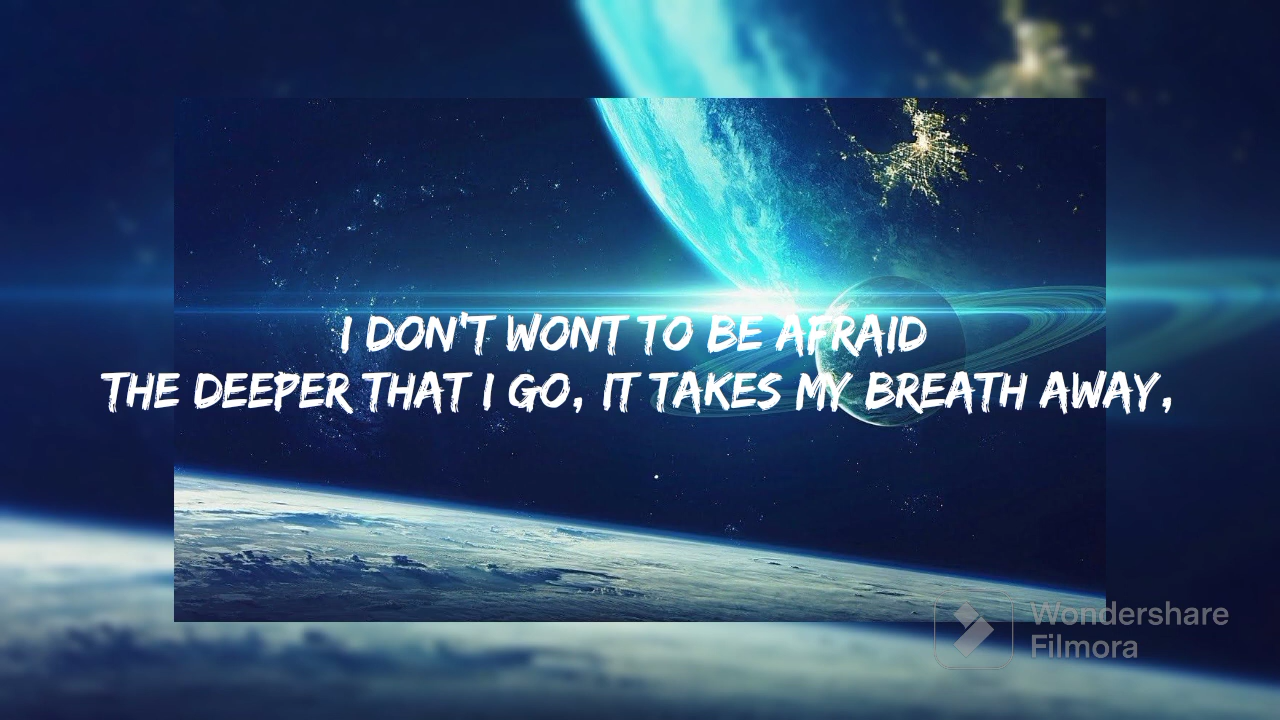 I DON'T WONT TO BE AFRAID
THE DEEPER THAT I GO, IT TAKES MY BREATH AWAY,
Wondershare
Filmora